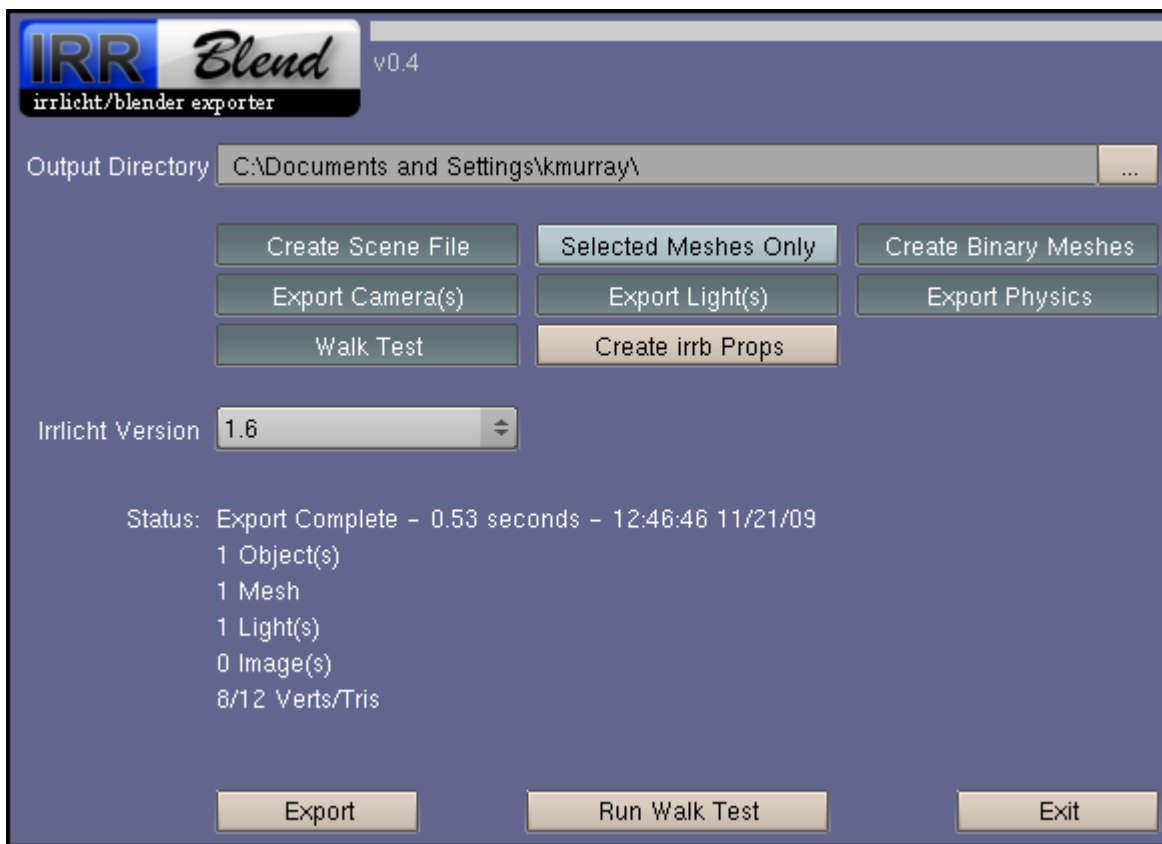 IRR Blend
irrlicht/blender exporter
v0.4
Output Directory C:\Documents and Settings\kmurray\ ...
Create Scene File Selected Meshes Only Create Binary Meshes
Export Camera(s) Export Light(s) Export Physics
Walk Test Create irrb Props
Irrlicht Version 1.6
Status: Export Complete – 0.53 seconds – 12:46:46 11/21/09
1 Object(s)
1 Mesh
1 Light(s)
0 Image(s)
8/12 Verts/Tris
Export Run Walk Test Exit